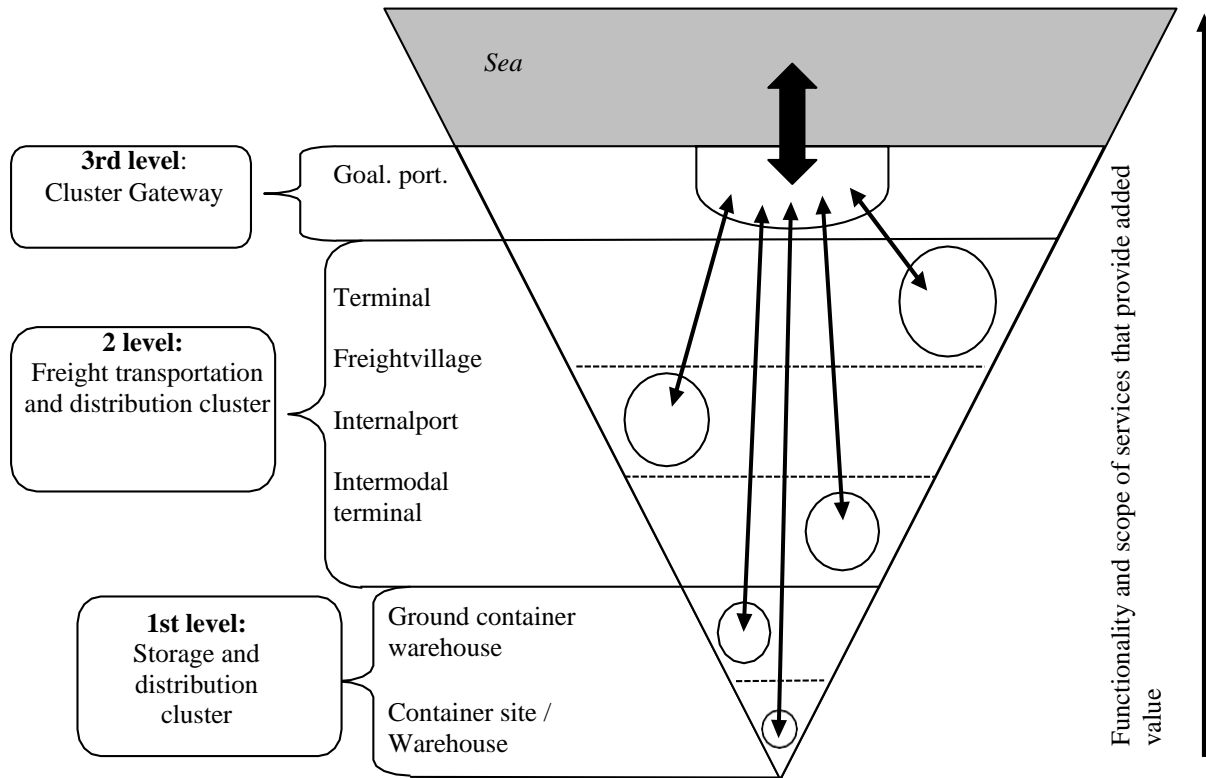 Sea
3rd level:
Cluster Gateway
Goal. port.
2 level:
Freight transportation
and distribution cluster
Terminal
Freightvillage
Internalport
Intermodal
terminal
1st level:
Storage and
distribution
cluster
Ground container
warehouse
Container site /
Warehouse
Functionality and scope of services that provide added
value